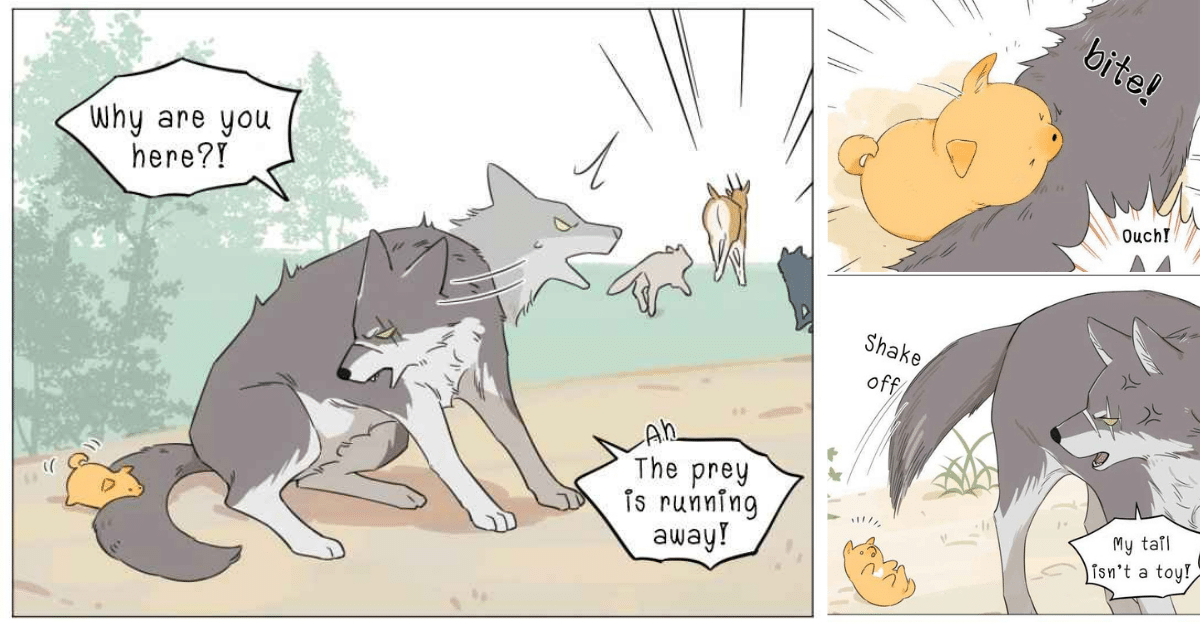 Why are you
here?!
Ah
The prey
is running
away!
bite!
Ouch!
Shake
off
My tail
isn't a toy!